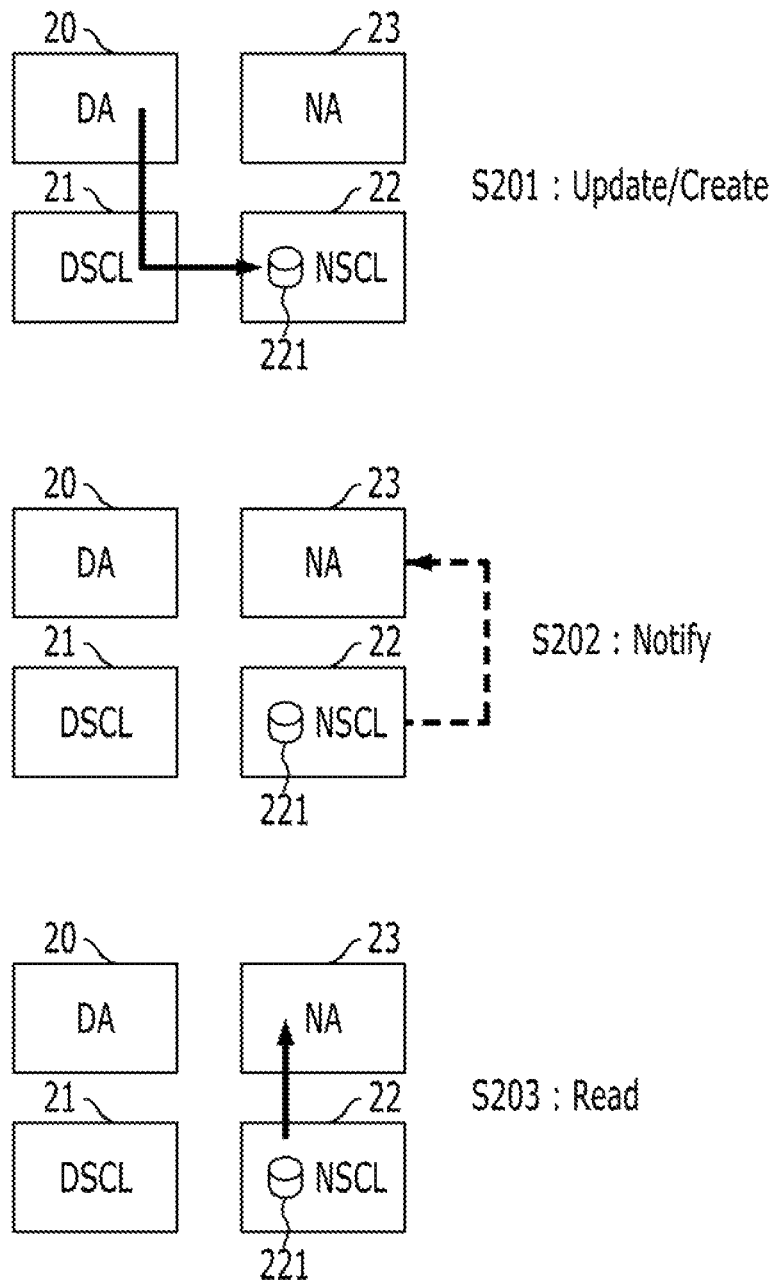 20 23
DA NA
21 22
S201 : Update/Create
DSCL NSCL
221
20 23
DA NA
21 22
S202 : Notify
DSCL NSCL
221
20 23
DA NA
21 22
S203 : Read
DSCL NSCL
221